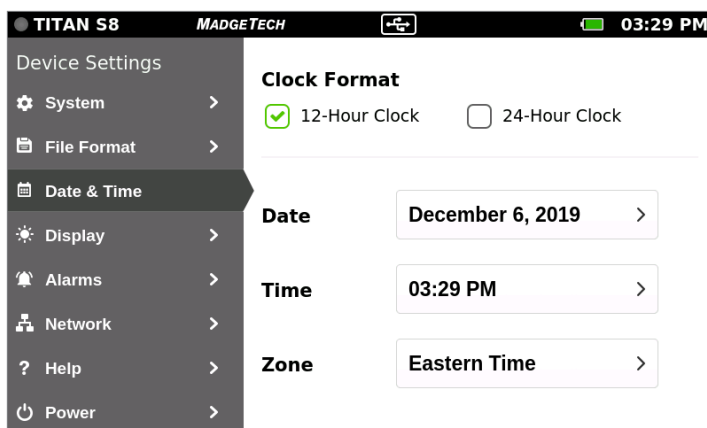 TITAN S8 MADGETECH 03:29 PM
Device Settings
System
File Format
Date & Time
Display
Alarms
Network
? Help
Power
Clock Format
12-Hour Clock 24-Hour Clock
Date December 6, 2019
Time 03:29 PM
Zone Eastern Time